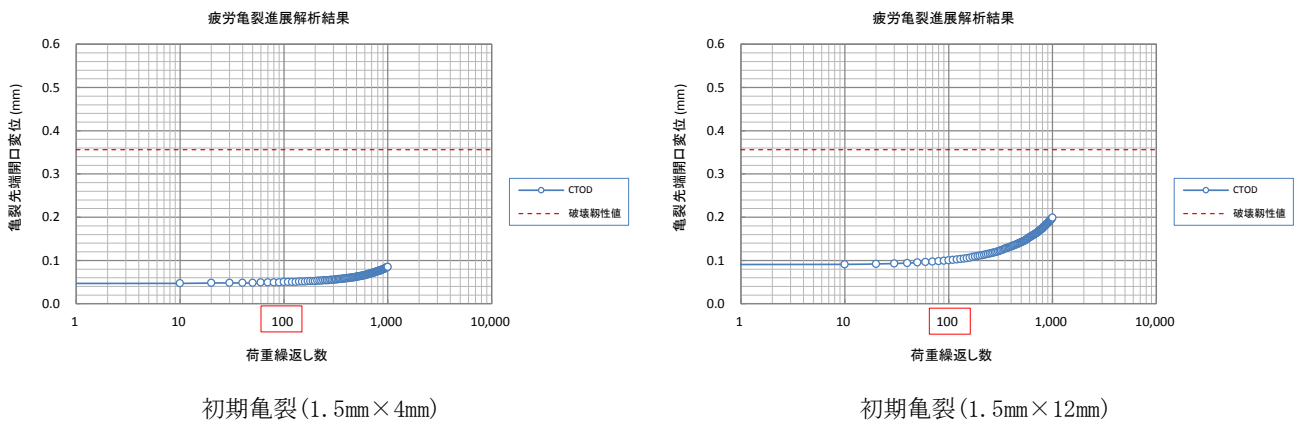 疲労亀裂進展解析結果
亀裂先端開口変位(mm)
0.6
0.5
0.4
0.3
0.2
0.1
0.0
1 10 100 1,000 10,000
荷重繰返し数
CTOD
破壊靱性値
初期亀裂(1.5mm×4mm)
疲労亀裂進展解析結果
亀裂先端開口変位(mm)
0.6
0.5
0.4
0.3
0.2
0.1
0.0
1 10 100 1,000 10,000
荷重繰返し数
CTOD
破壊靱性値
初期亀裂(1.5mm×12mm)